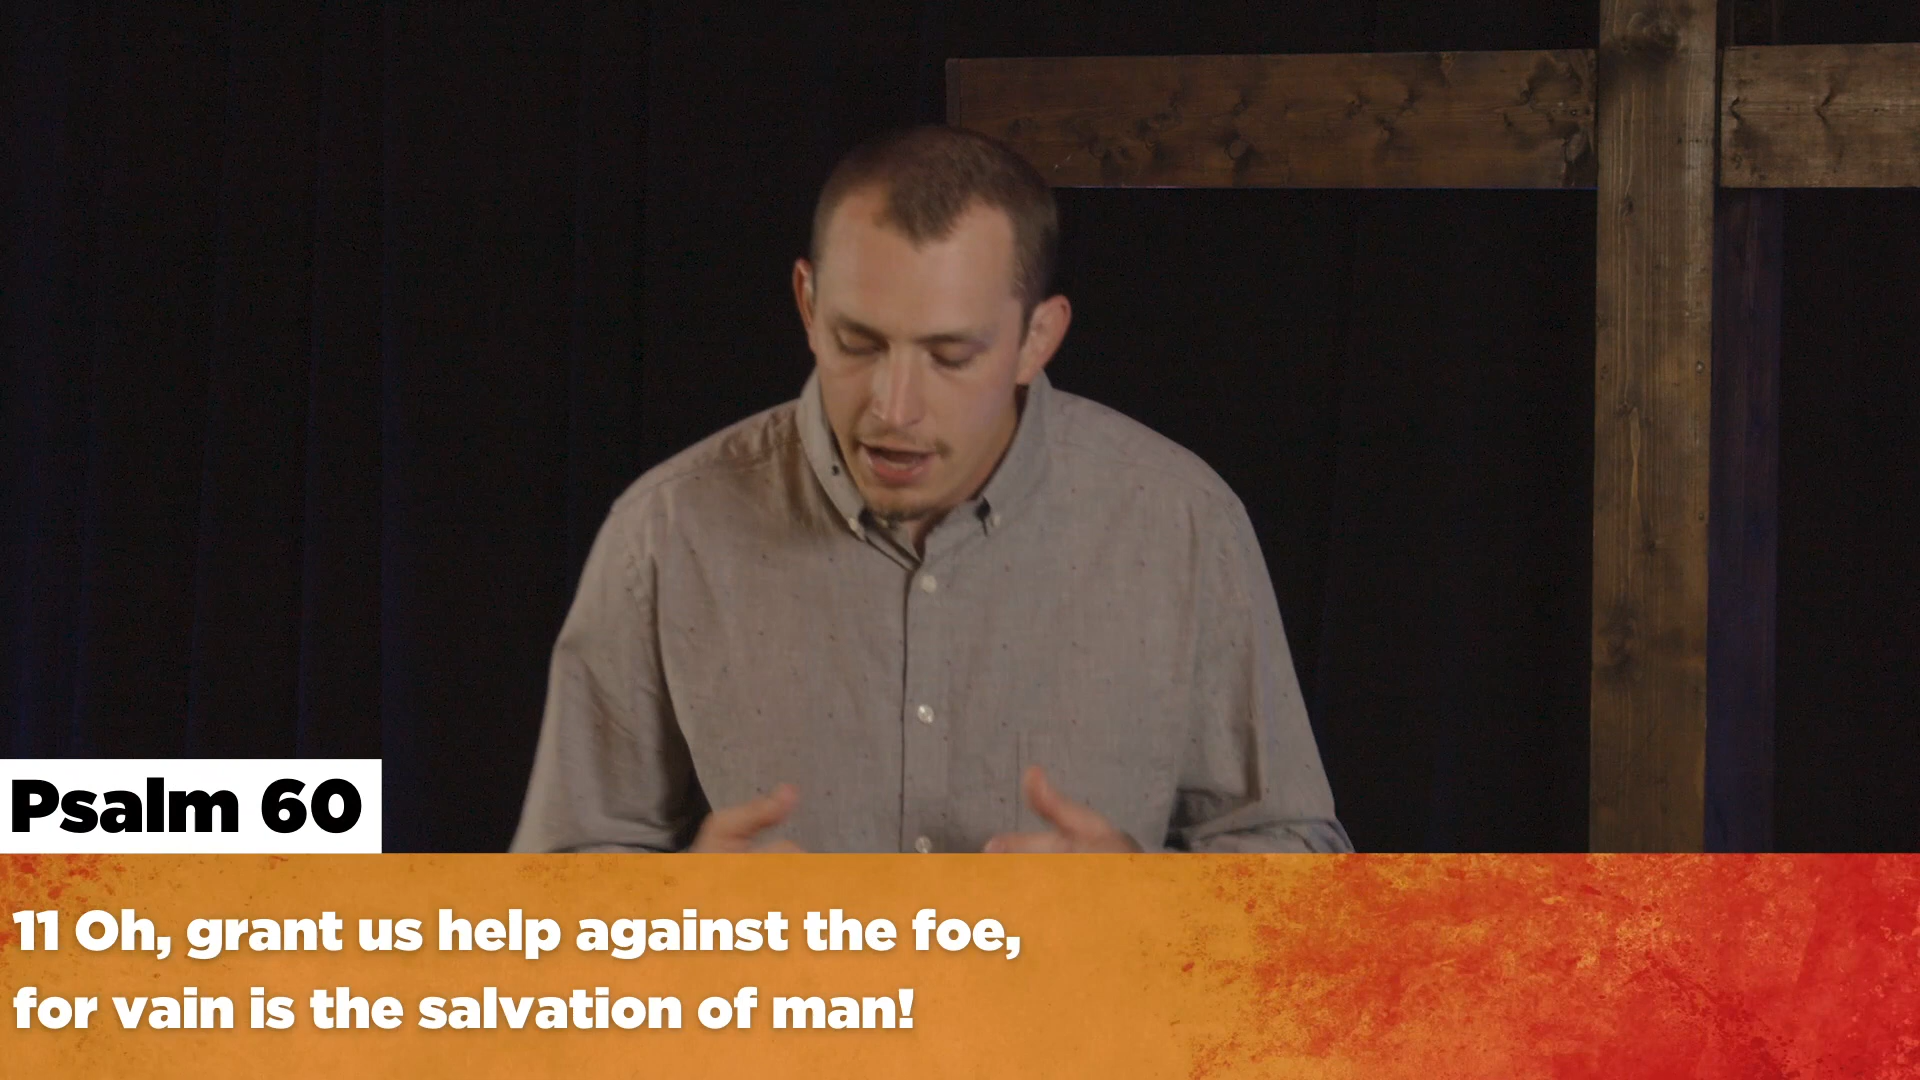 Psalm 60
11 Oh, grant us help against the foe,
for vain is the salvation of man!